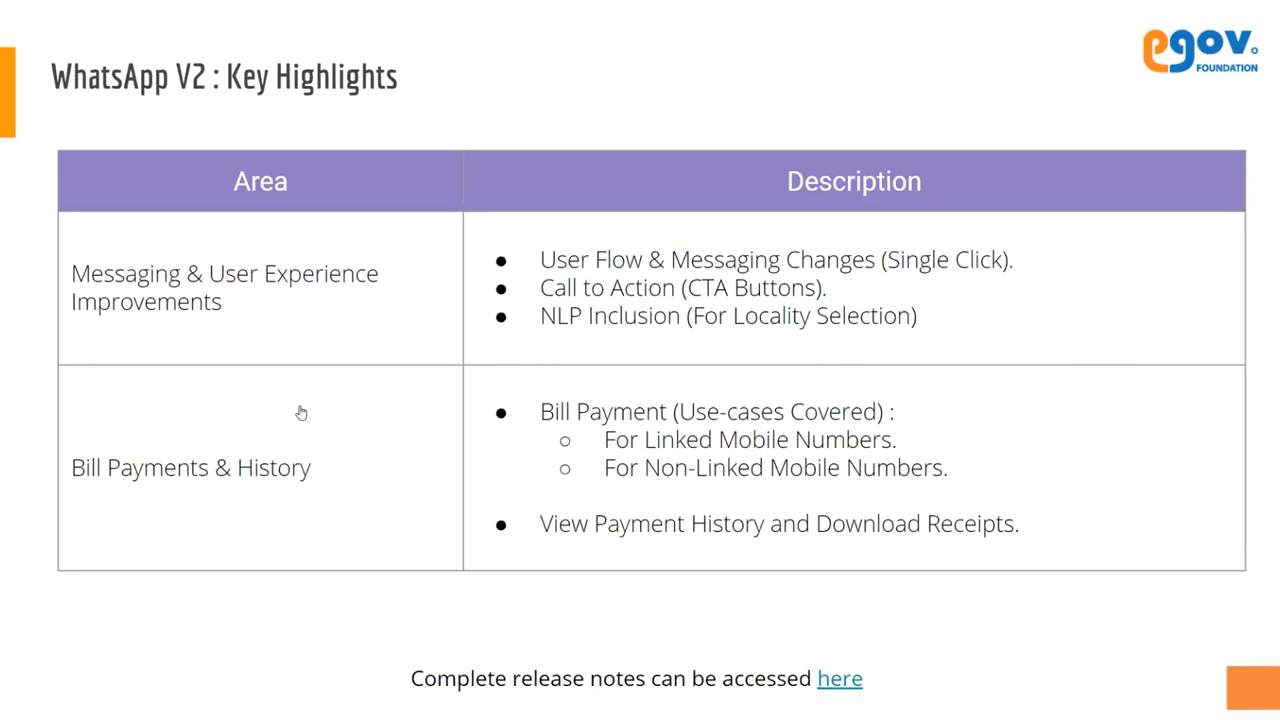 WhatsApp V2 : Key Highlights
egov.
FOUNDATION
Area
Description
Messaging & User Experience
Improvements
● User Flow & Messaging Changes (Single Click).
● Call to Action (CTA Buttons).
● NLP Inclusion (For Locality Selection)
Bill Payments & History
● Bill Payment (Use-cases Covered) :
○ For Linked Mobile Numbers.
○ For Non-Linked Mobile Numbers.
● View Payment History and Download Receipts.
Complete release notes can be accessed here